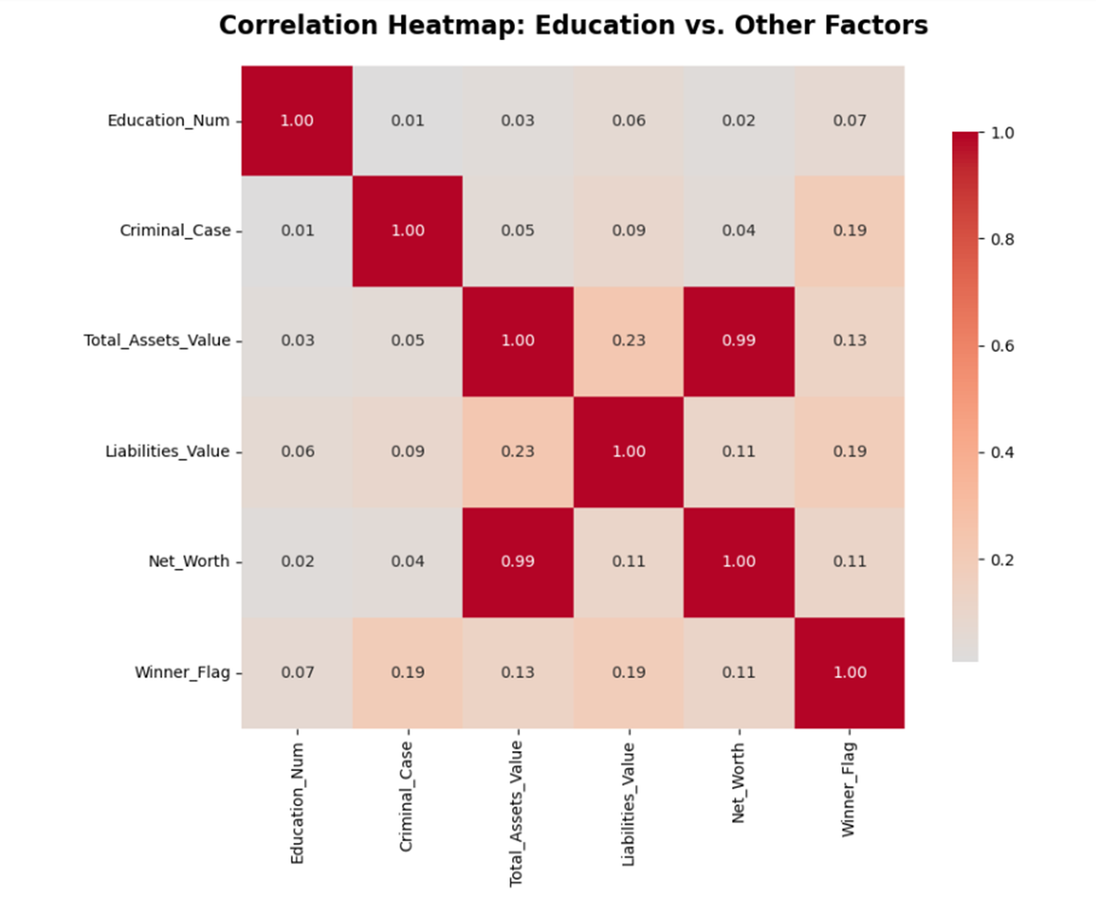 Correlation Heatmap: Education vs. Other Factors
Education_Num 1.00 0.01 0.03 0.06 0.02 0.07
Criminal_Case 0.01 1.00 0.05 0.09 0.04 0.19
Total_Assets_Value 0.03 0.05 1.00 0.23 0.99 0.13
Liabilities_Value 0.06 0.09 0.23 1.00 0.11 0.19
Net_Worth 0.02 0.04 0.99 0.11 1.00 0.11
Winner_Flag 0.07 0.19 0.13 0.19 0.11 1.00
Education_Num
Criminal_Case
Total_Assets_Value
Liabilities_Value
Net_Worth
Winner_Flag
1.0
0.8
0.6
0.4
0.2